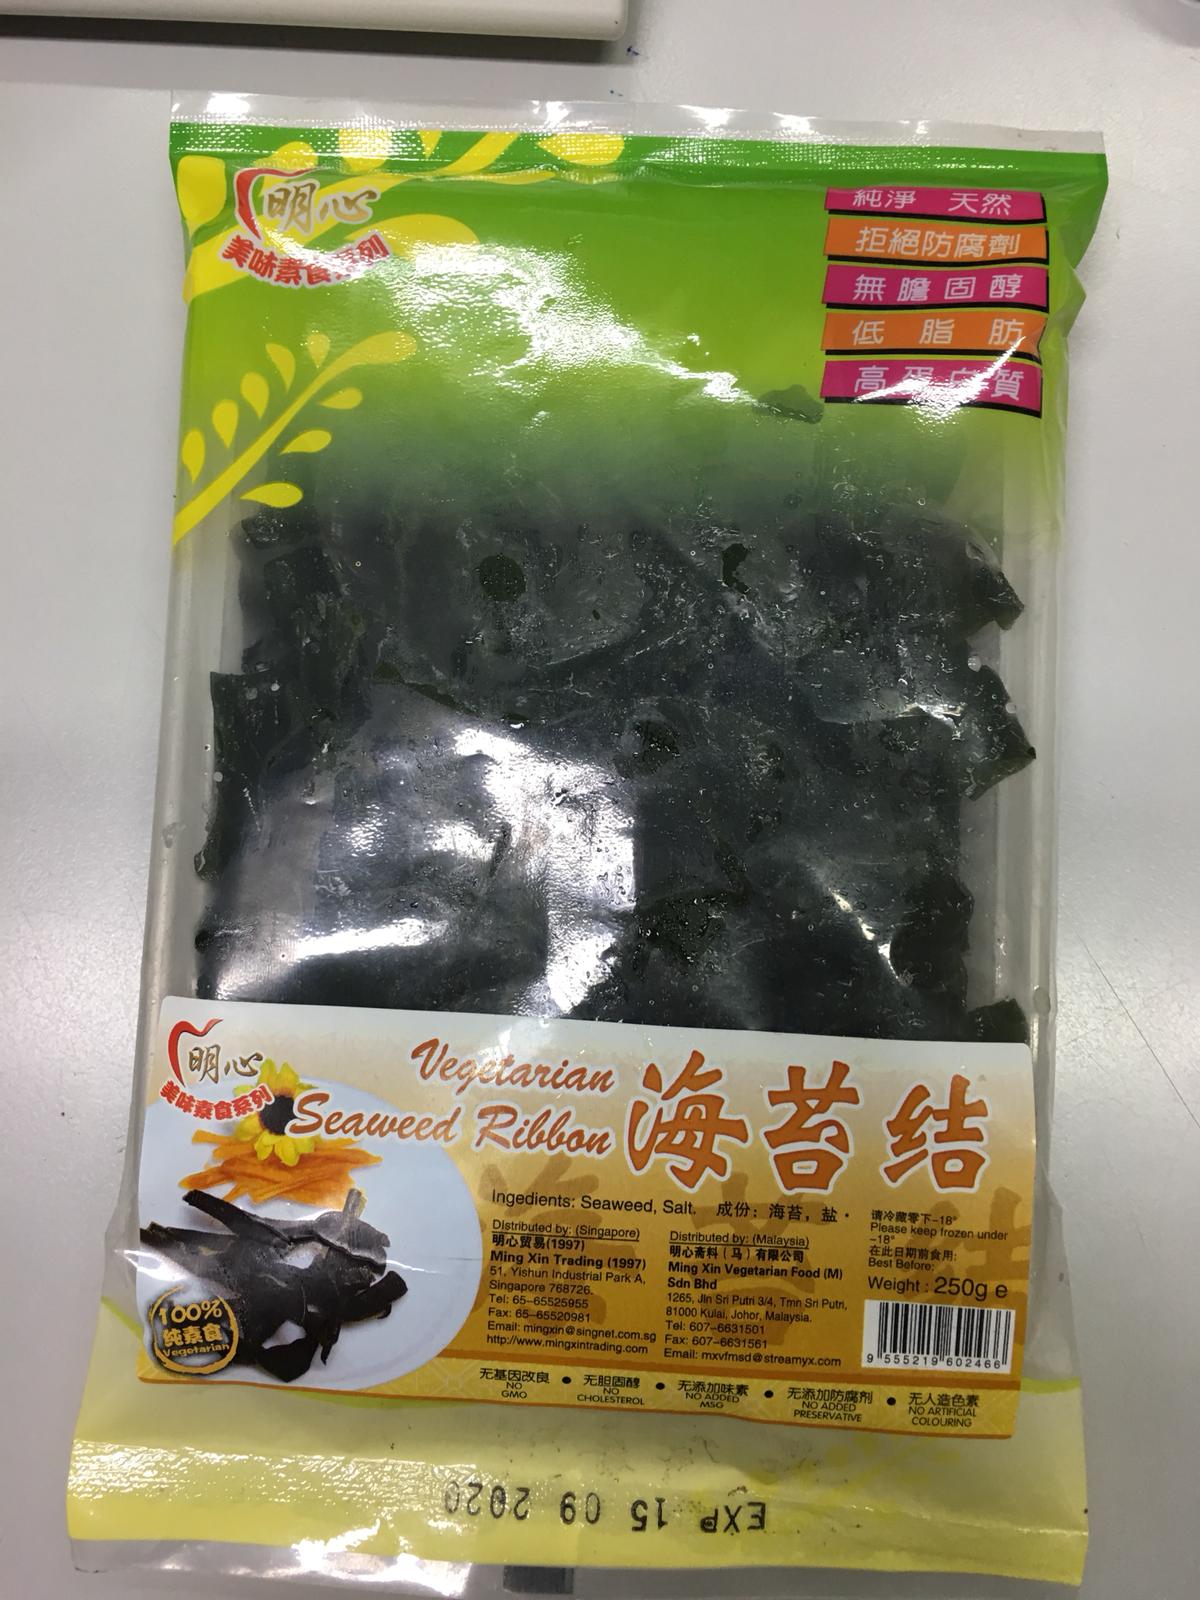 明心
美味素食系列
純淨 天然
拒絕防腐劑
無膽固醇
低脂肪
高蛋白質
明心
美味素食系列
Vegetarian
Seaweed Ribbon
海苔结
Ingedients: Seaweed, Salt. 成份：海苔，盐·
Distributed by: (Singapore)
明心贸易(1997)
Ming Xin Trading (1997)
51, Yishun Industrial Park A,
Singapore 768726.
Tel: 65-65525955
Fax: 65-65520981
Email: mingxin@singnet.com.sg
http://www.mingxintrading.com
Distributed by: (Malaysia)
明心斋料（马）有限公司
Ming Xin Vegetarian Food (M)
Sdn Bhd
1265, Jln Sri Putri 3/4, Tmn Sri Putri,
81000 Kulai, Johor, Malaysia.
Tel: 607-6631501
Fax: 607-6631561
Email: mxvfmsd@streamyx.com
请冷藏零下-18°
Please keep frozen under
-18°
在此日期前食用:
Best Before:
Weight : 250g e
9 555219 602466
100%
纯素食
Vegetarian
无基因改良
NO
GMO
无胆固醇
NO
CHOLESTEROL
无添加味素
NO ADDED
MSG
无添加防腐剂
NO ADDED
PRESERVATIVE
无人造色素
NO ARTIFICIAL
COLOURING
EXP 15 09 2020